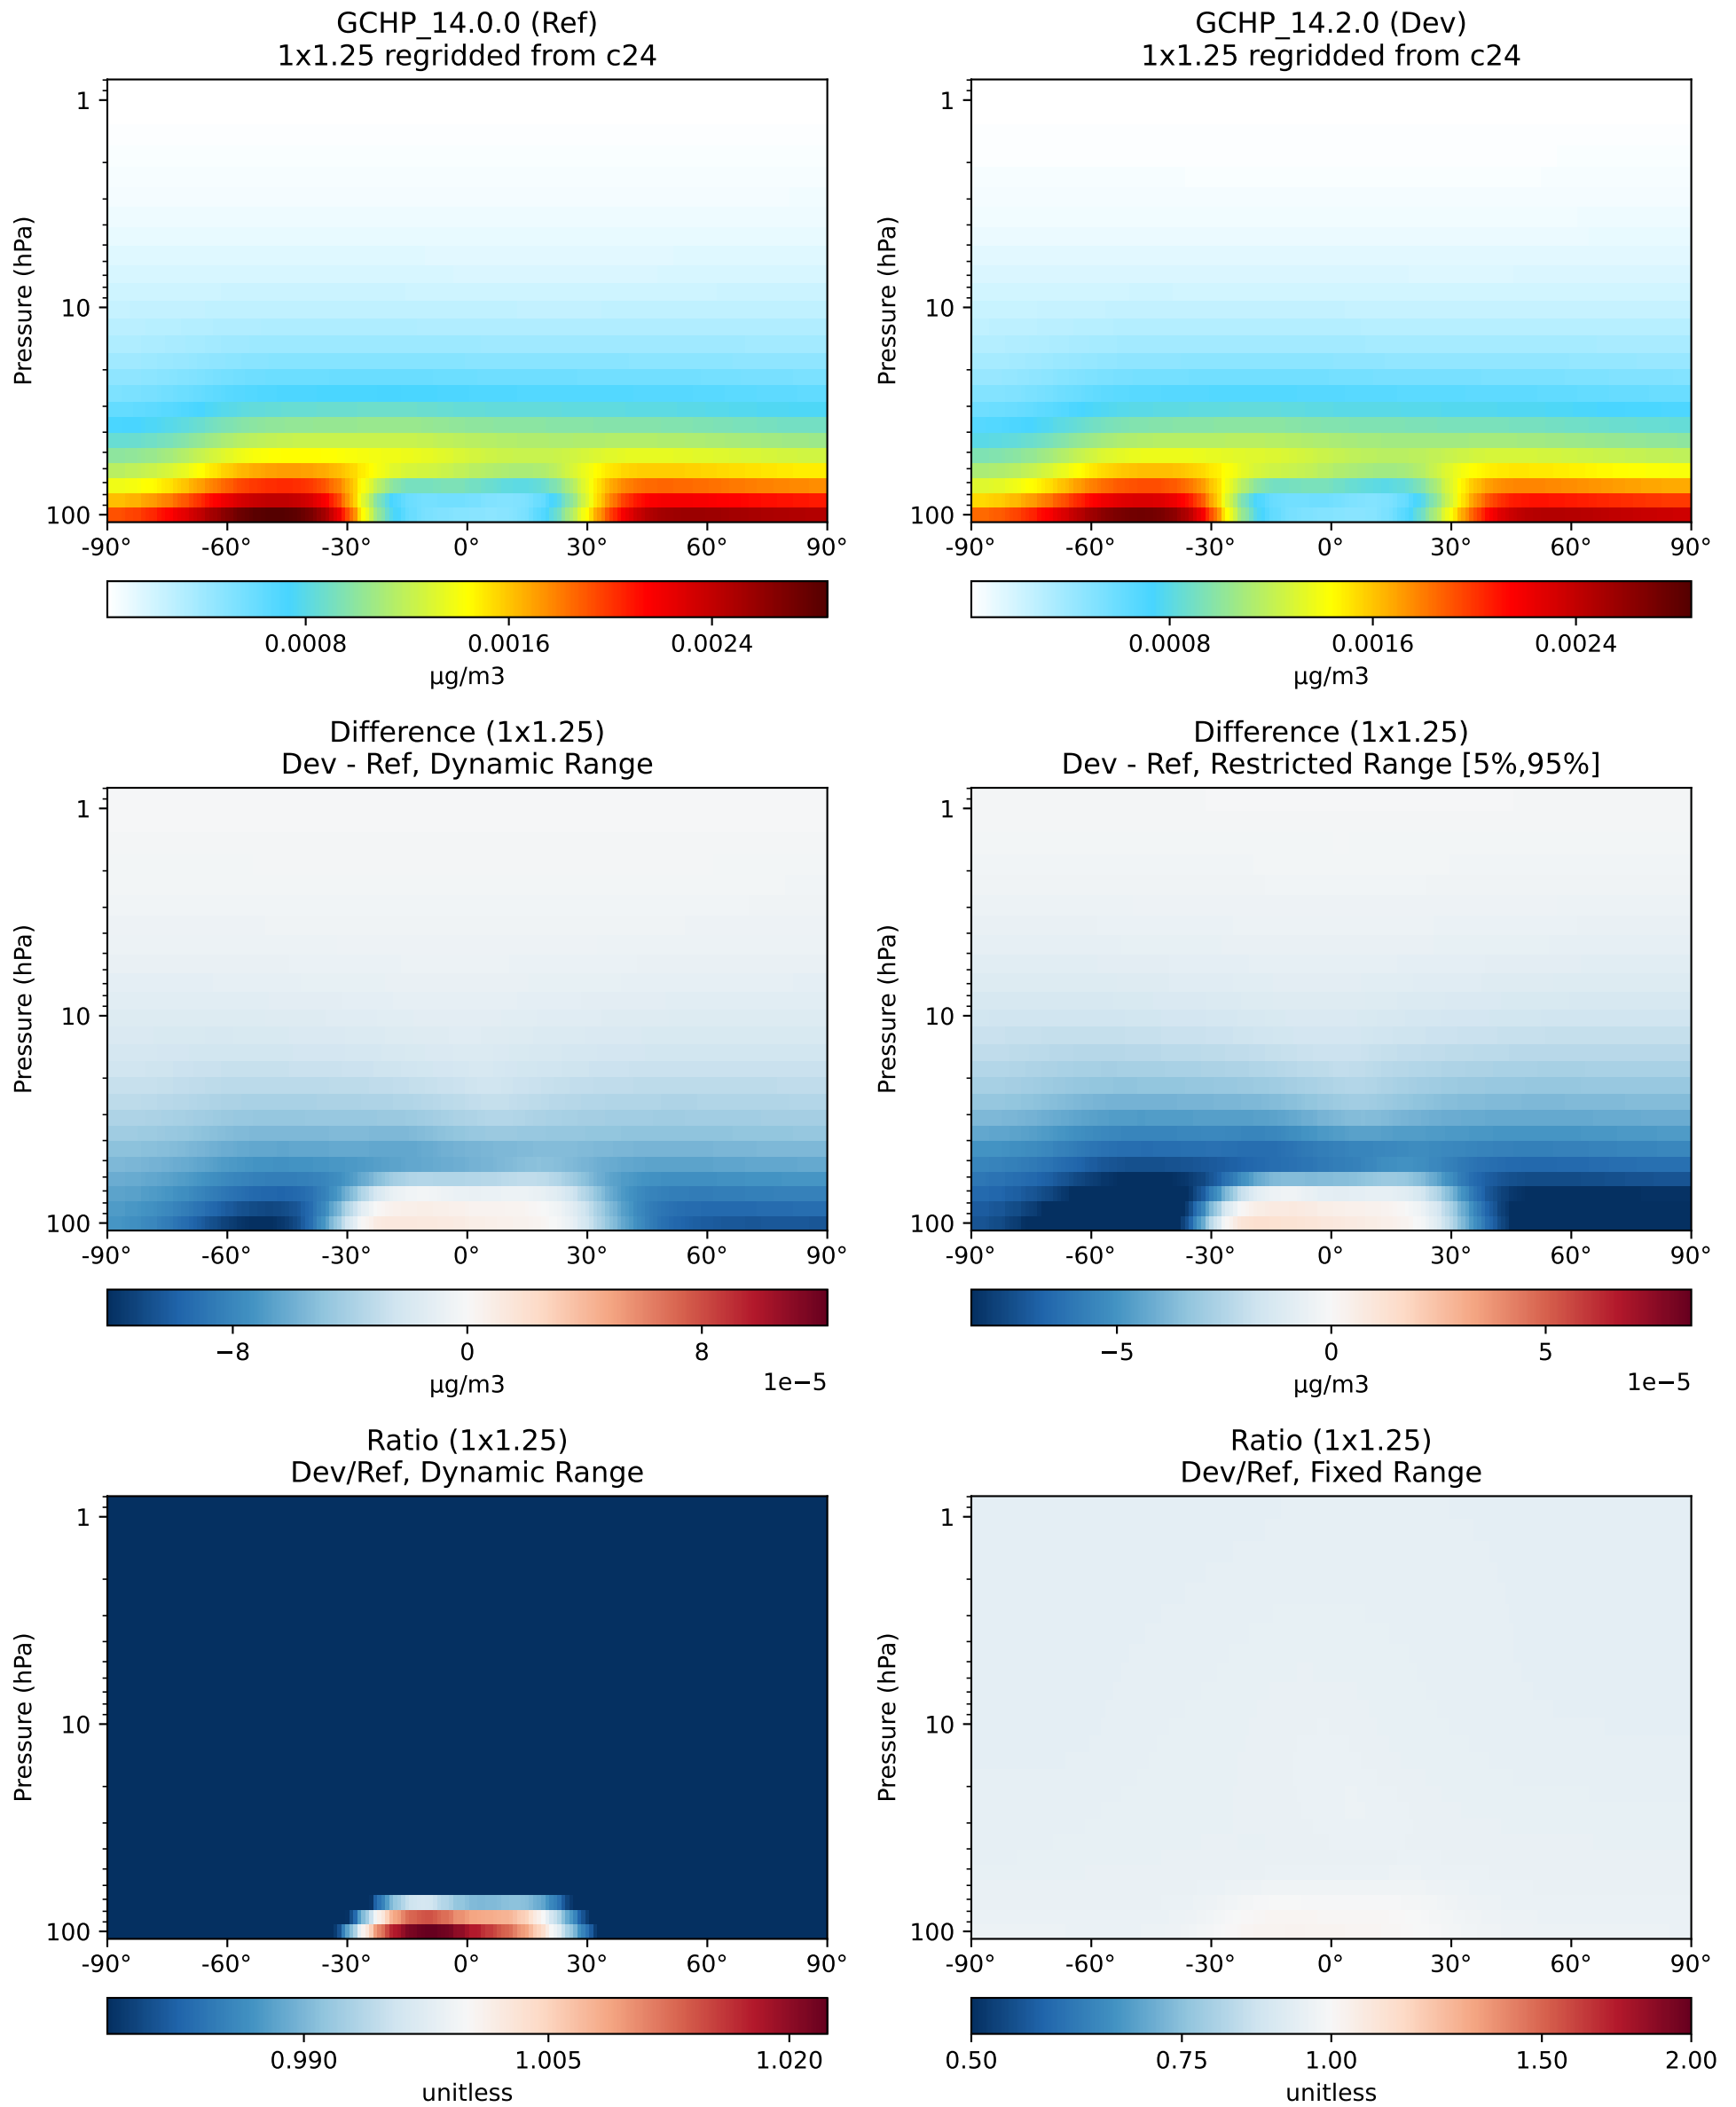 GCHP_14.0.0 (Ref)
1x1.25 regridded from c24
Pressure (hPa)
1
10
100
-90° -60° -30° 0° 30° 60° 90°
0.0008 0.0016 0.0024
μg/m3
GCHP_14.2.0 (Dev)
1x1.25 regridded from c24
Pressure (hPa)
1
10
100
-90° -60° -30° 0° 30° 60° 90°
0.0008 0.0016 0.0024
μg/m3
Difference (1x1.25)
Dev - Ref, Dynamic Range
Pressure (hPa)
1
10
100
-90° -60° -30° 0° 30° 60° 90°
−8 0 8
1e−5
μg/m3
Difference (1x1.25)
Dev - Ref, Restricted Range [5%,95%]
Pressure (hPa)
1
10
100
-90° -60° -30° 0° 30° 60° 90°
−5 0 5
1e−5
μg/m3
Ratio (1x1.25)
Dev/Ref, Dynamic Range
Pressure (hPa)
1
10
100
-90° -60° -30° 0° 30° 60° 90°
0.990 1.005 1.020
unitless
Ratio (1x1.25)
Dev/Ref, Fixed Range
Pressure (hPa)
1
10
100
-90° -60° -30° 0° 30° 60° 90°
0.50 0.75 1.00 1.50 2.00
unitless